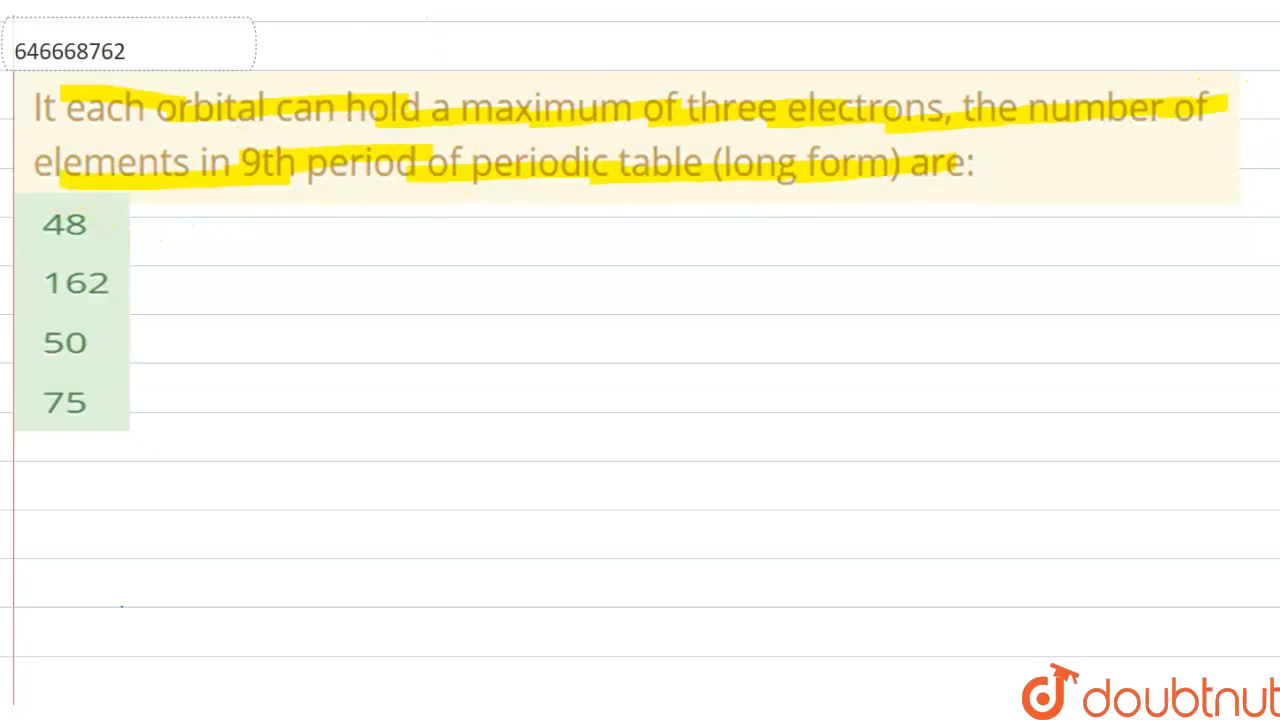 646668762
It each orbital can hold a maximum of three electrons, the number of
elements in 9th period of periodic table (long form) are:
48
162
50
75
doubtnut